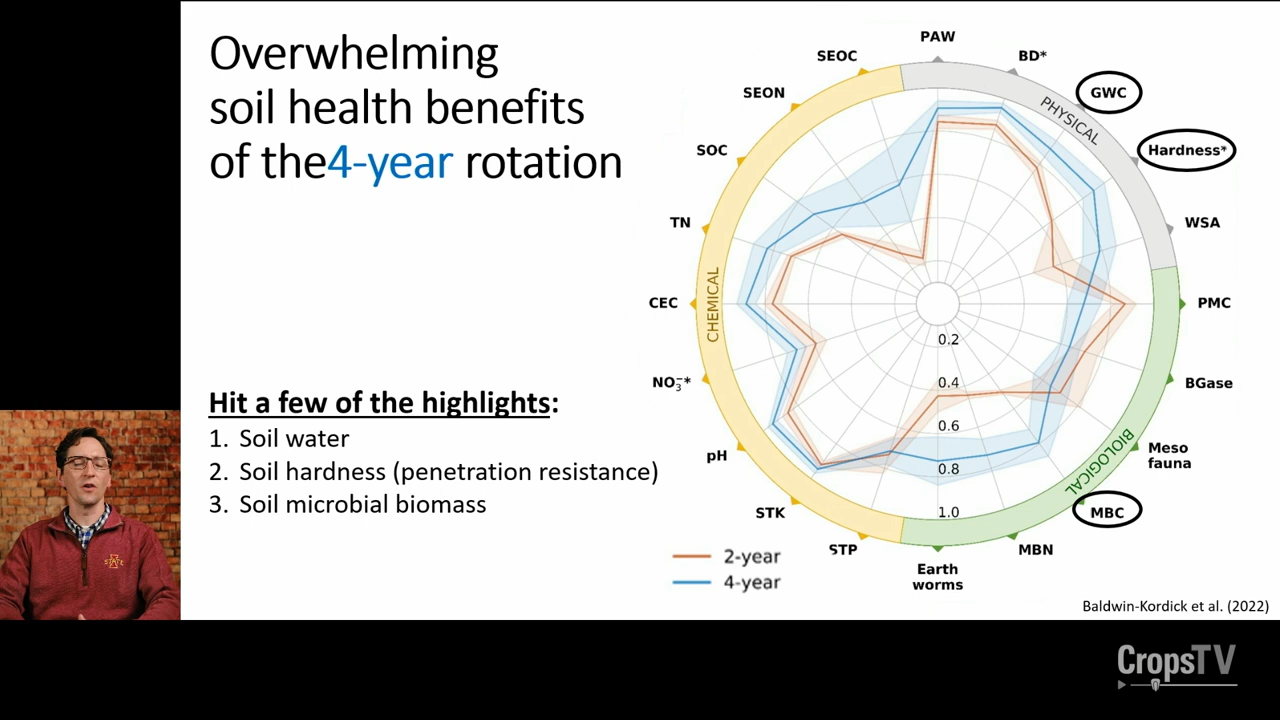 Overwhelming
soil health benefits
of the4-year rotation
Hit a few of the highlights:
1. Soil water
2. Soil hardness (penetration resistance)
3. Soil microbial biomass
PAW
BD*
GWC
Hardness*
WSA
PMC
BGase
Meso
fauna
MBC
MBN
Earth
worms
STP
STK
pH
NO₃⁻*
CEC
TN
SOC
SEON
SEOC
PHYSICAL
BIOLOGICAL
CHEMICAL
0.2
0.4
0.6
0.8
1.0
2-year
4-year
Baldwin-Kordick et al. (2022)
STATE
CropsTV